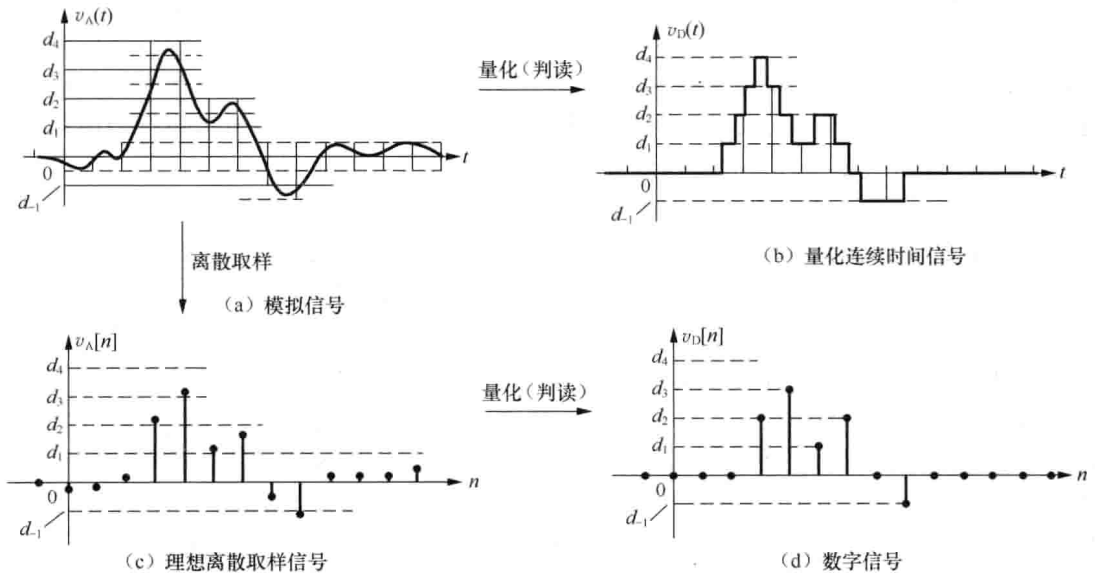 v_A(t)
d_4
d_3
d_2
d_1
0
d_{-1}
t
量化(判读)
v_D(t)
d_4
d_3
d_2
d_1
0
d_{-1}
t
离散取样
(a)模拟信号
(b)量化连续时间信号
v_A[n]
d_4
d_3
d_2
d_1
0
d_{-1}
n
量化(判读)
v_D[n]
d_4
d_3
d_2
d_1
0
d_{-1}
n
(c)理想离散取样信号
(d)数字信号